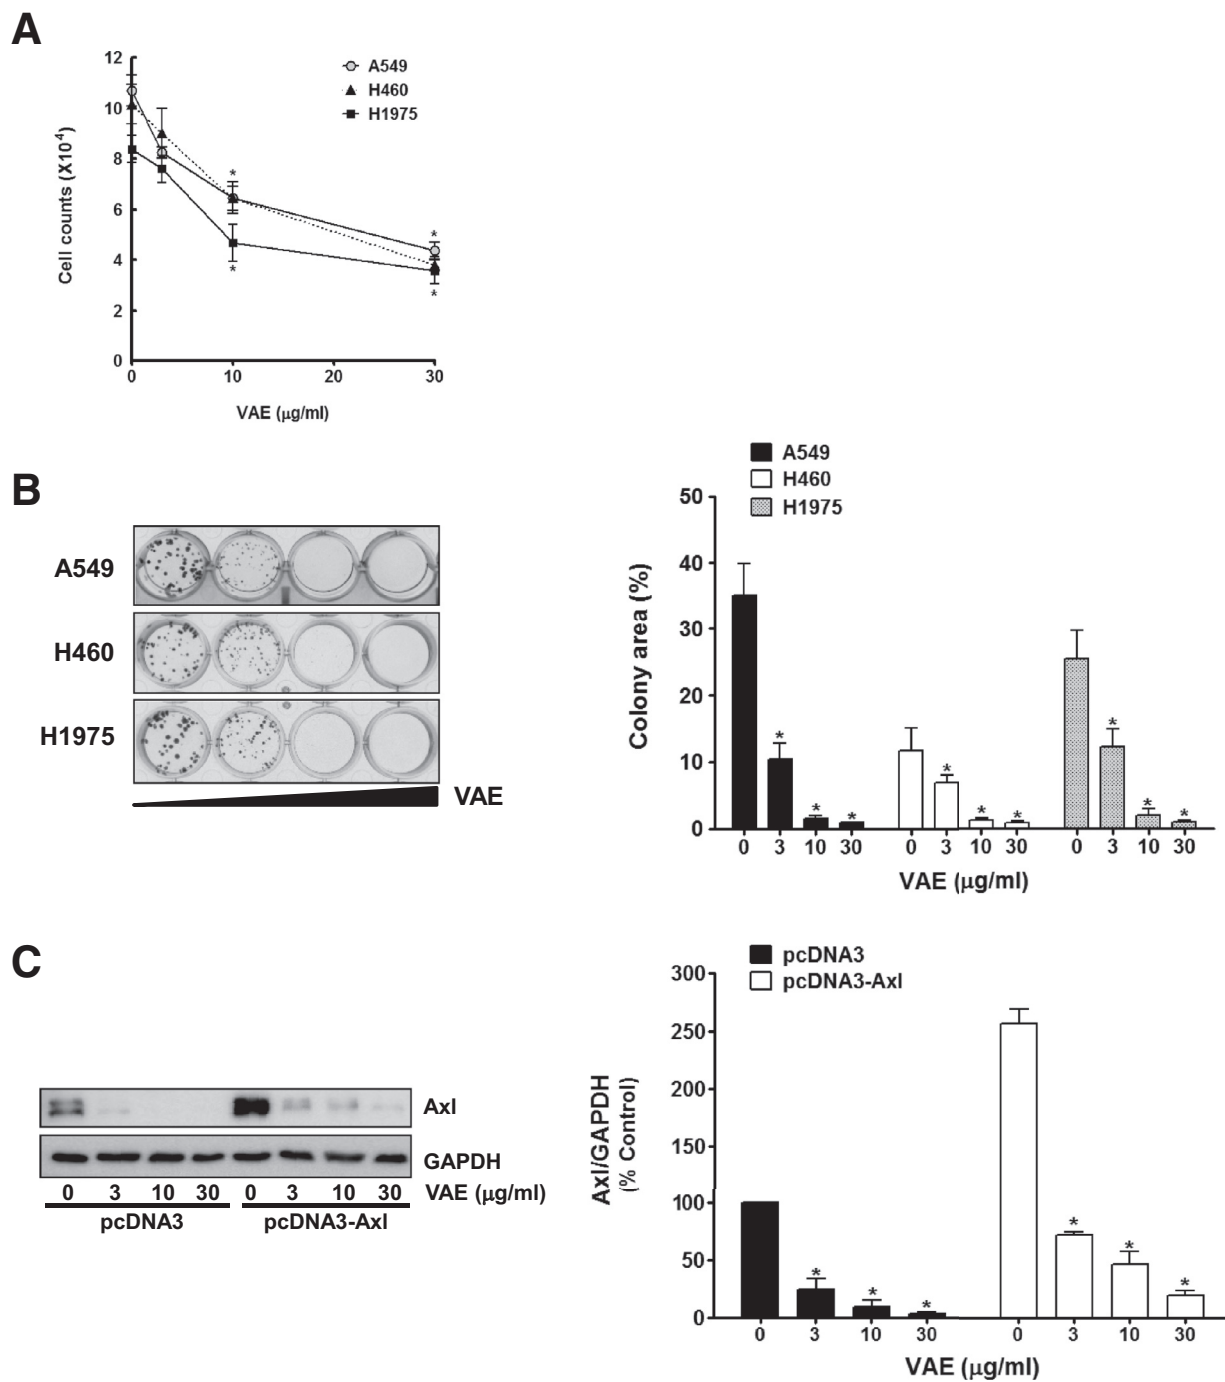 A
A549
H460
H1975
12
10
8
6
4
2
0
Cell counts (X10⁴)
*
*
*
*
0 10 20 30
VAE (μg/ml)
B
A549
H460
H1975
VAE
A549
H460
H1975
50
40
30
20
10
0
Colony area (%)
* * * * * * * * *
0 3 10 30 0 3 10 30 0 3 10 30
VAE (μg/ml)
C
Axl
GAPDH
0 3 10 30 0 3 10 30 VAE (μg/ml)
pcDNA3 pcDNA3-Axl
pcDNA3
pcDNA3-Axl
300
250
200
150
100
50
0
Axl/GAPDH
(% Control)
* * * * * *
0 3 10 30 0 3 10 30
VAE (μg/ml)